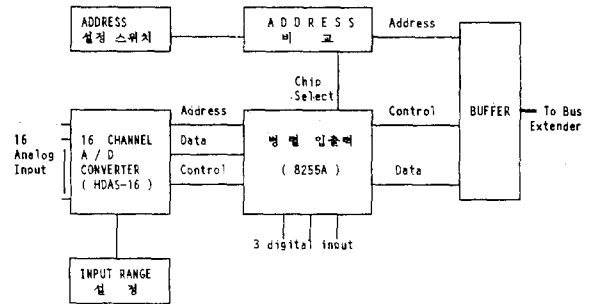 ADDRESS
설정 스위치
ADDRESS
비 교
Address
Chip
Select
Address
Control
BUFFER
To Bus
Extender
16
Analog
Input
16 CHANNEL
A / D
CONVERTER
( HDAS-16 )
Data
Control
병렬 입출력
( 8255A )
Data
3 digital input
INPUT RANGE
설 정